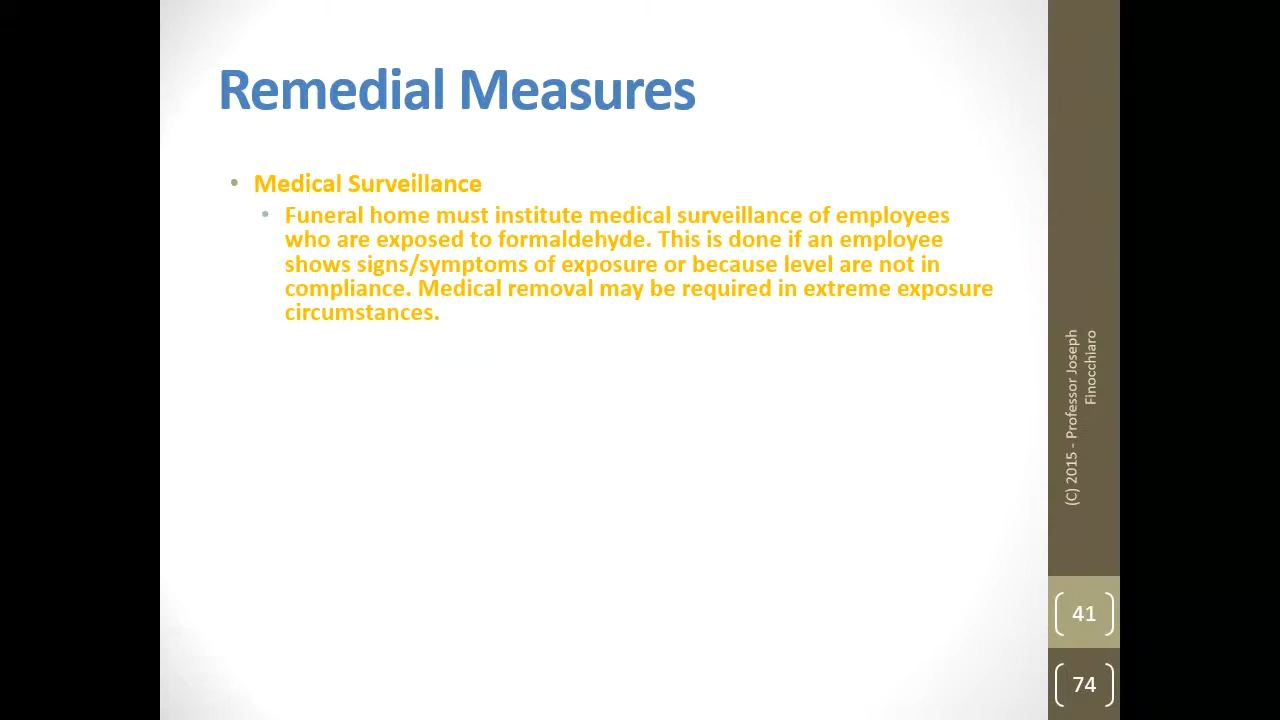 Remedial Measures
• Medical Surveillance
• Funeral home must institute medical surveillance of employees
who are exposed to formaldehyde. This is done if an employee
shows signs/symptoms of exposure or because level are not in
compliance. Medical removal may be required in extreme exposure
circumstances.
(C) 2015 - Professor Joseph
Finocchiaro
41
74